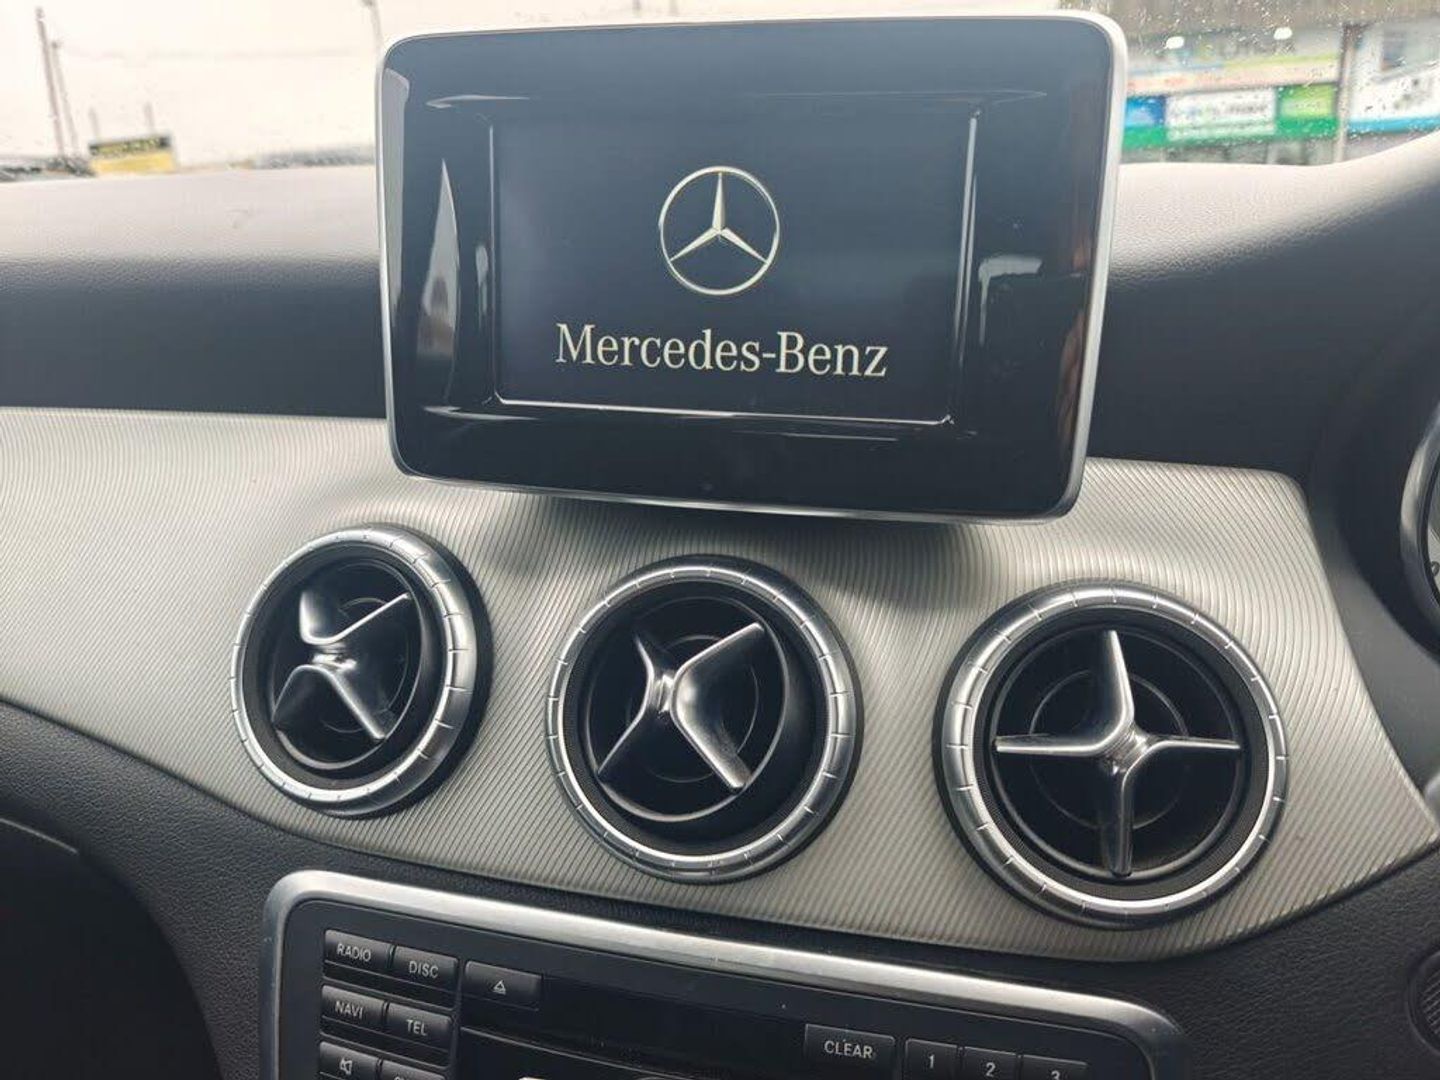 Mercedes-Benz
RADIO
DISC
NAVI
TEL
CLEAR
1
2
3